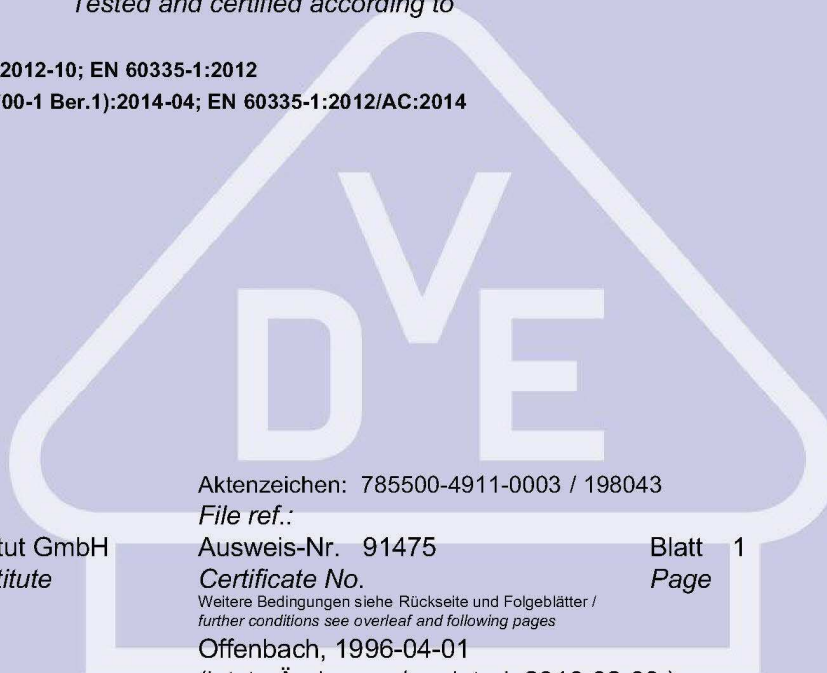 Tested and certified according to
2012-10; EN 60335-1:2012
00-1 Ber.1):2014-04; EN 60335-1:2012/AC:2014
VDE
Aktenzeichen: 785500-4911-0003 / 198043
File ref.:
tut GmbH Ausweis-Nr. 91475 Blatt 1
titute Certificate No. Page
Weitere Bedingungen siehe Rückseite und Folgeblätter /
further conditions see overleaf and following pages
Offenbach, 1996-04-01